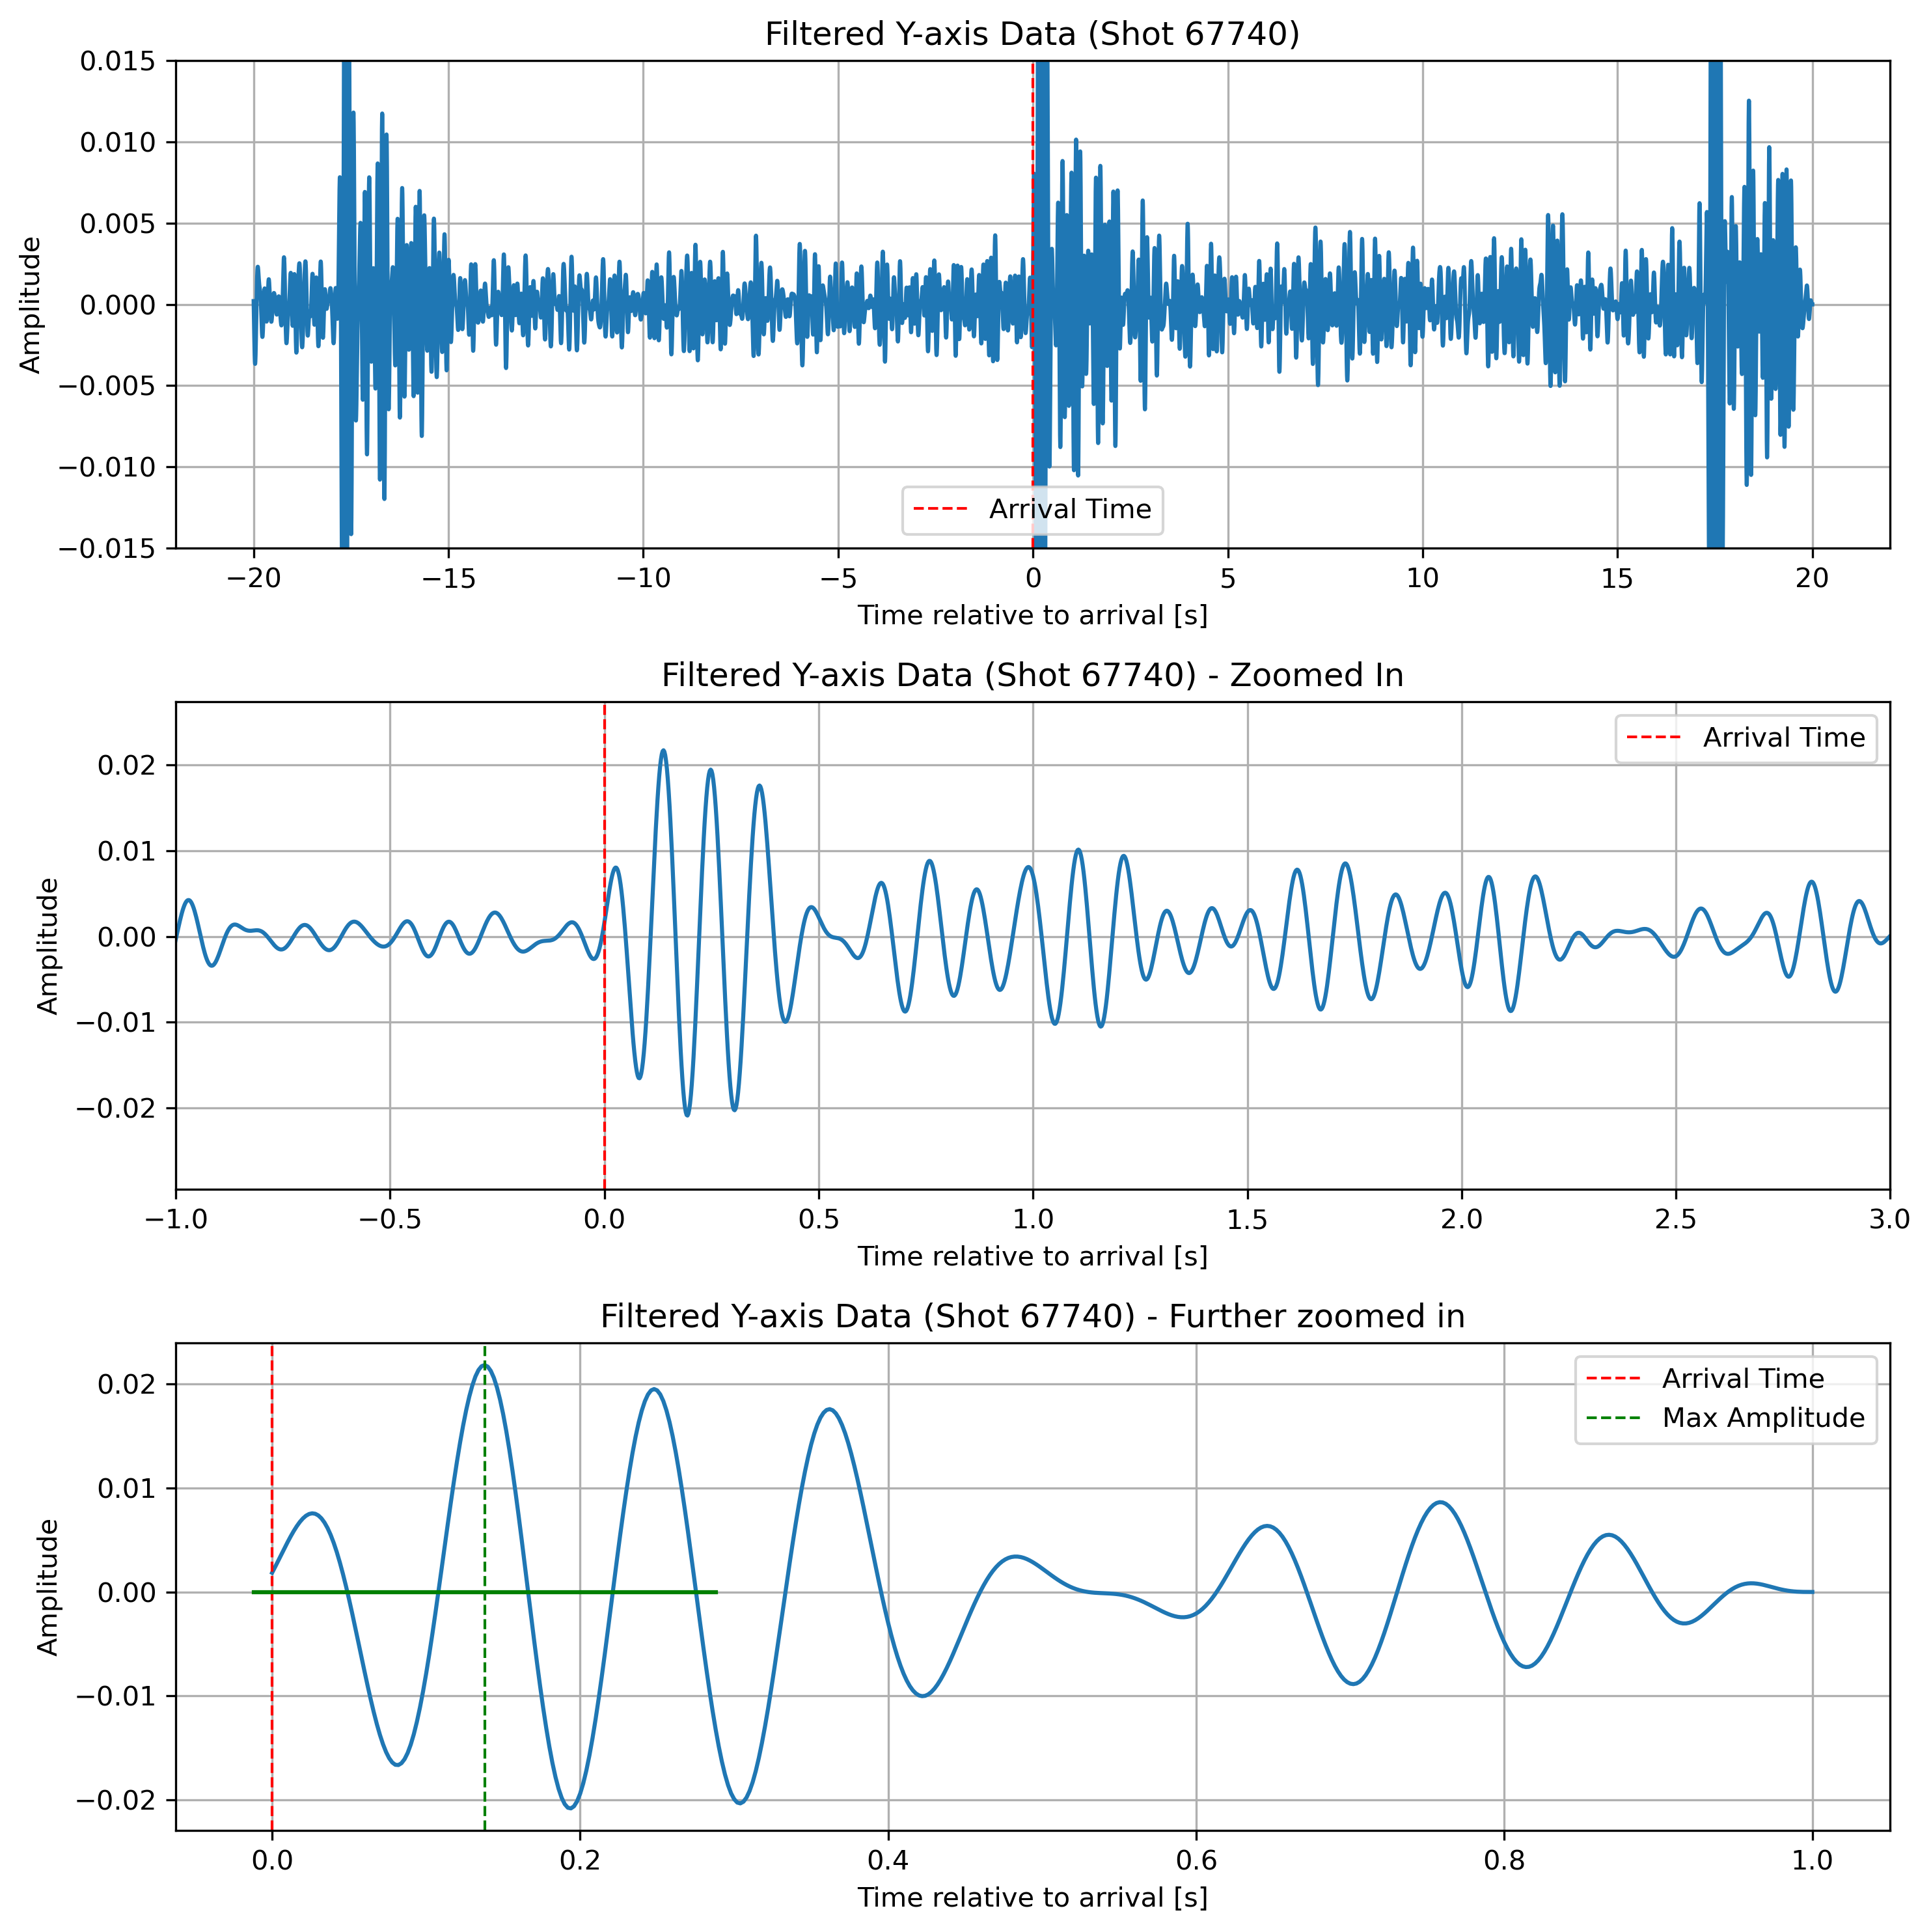 Filtered Y-axis Data (Shot 67740)
0.015
0.010
0.005
0.000
−0.005
−0.010
−0.015
Amplitude
Arrival Time
−20 −15 −10 −5 0 5 10 15 20
Time relative to arrival [s]
Filtered Y-axis Data (Shot 67740) - Zoomed In
Arrival Time
0.02
0.01
0.00
−0.01
−0.02
Amplitude
−1.0 −0.5 0.0 0.5 1.0 1.5 2.0 2.5 3.0
Time relative to arrival [s]
Filtered Y-axis Data (Shot 67740) - Further zoomed in
Arrival Time
Max Amplitude
0.02
0.01
0.00
−0.01
−0.02
Amplitude
0.0 0.2 0.4 0.6 0.8 1.0
Time relative to arrival [s]